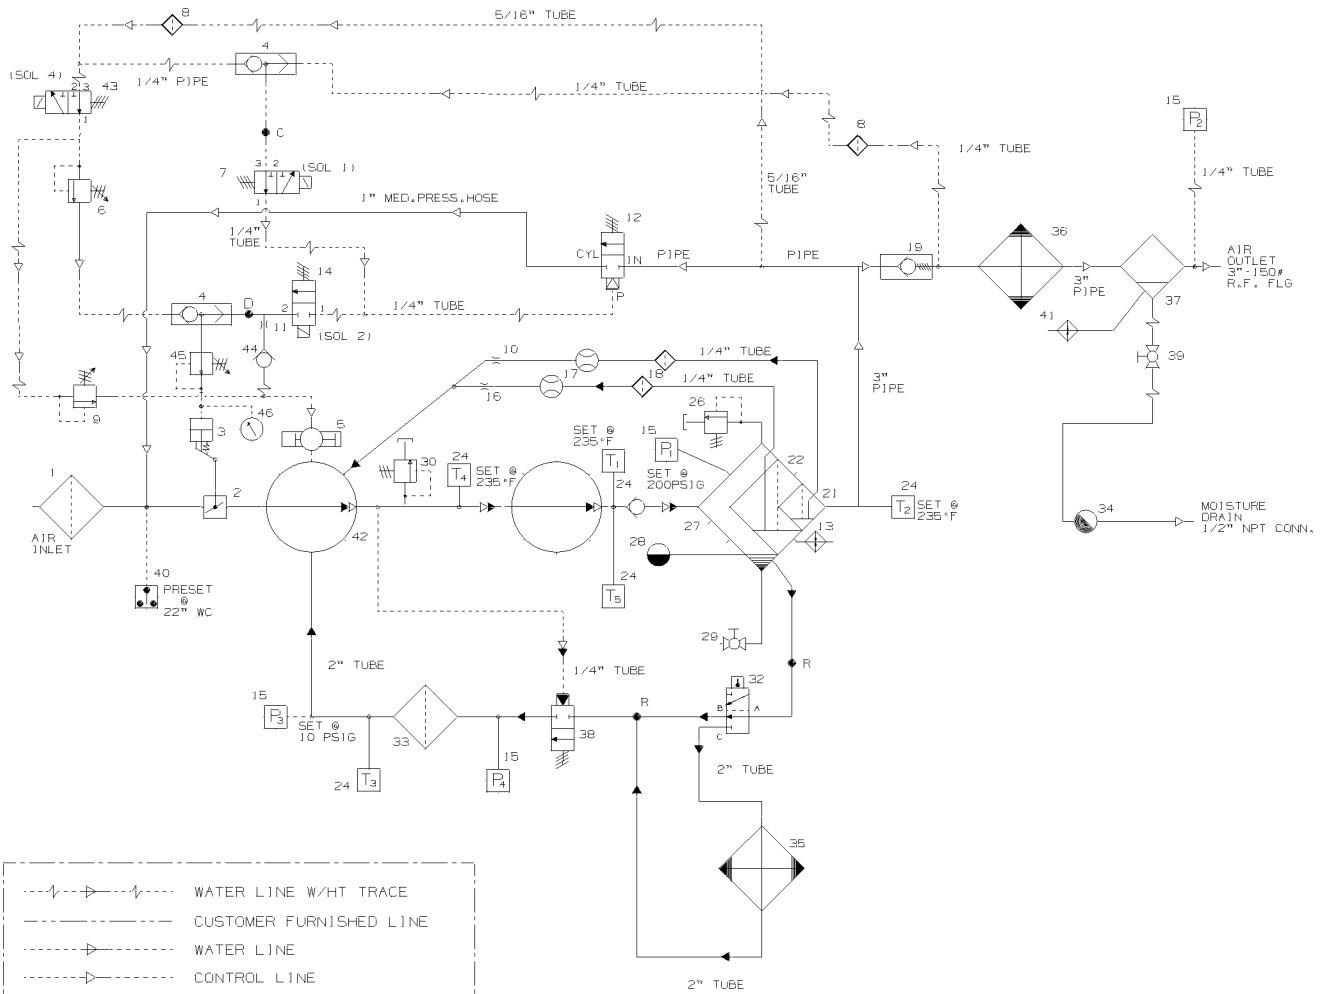 8
5/16" TUBE
4
1/4" PIPE
(SOL 4)
2 3
43
1
1/4" TUBE
15
P2
8
C
1/4" TUBE
3 2
(SOL 1)
7
1
5/16"
TUBE
1/4" TUBE
6
1" MED.PRESS.HOSE
12
1/4"
TUBE
CYL
IN
PIPE
PIPE
19
36
AIR
OUTLET
3"-150#
R.F. FLG
14
P
3"
PIPE
37
4
D
2
1
1/4" TUBE
11
(SOL 2)
41
45
44
10
17
18
1/4" TUBE
39
1/4" TUBE
3"
PIPE
16
9
3
46
5
26
SET @
235°F
15
P1
1
30
24
T4
SET @
235°F
T1
24
SET @
200PSIG
22
21
24
T2
SET @
235°F
2
27
13
34
MOISTURE
DRAIN
1/2" NPT CONN.
AIR
INLET
42
28
40
PRESET
@
22" WC
24
T5
29
2" TUBE
1/4" TUBE
R
32
15
P3
SET @
10 PSIG
R
B
A
C
33
38
15
24
T3
P4
2" TUBE
35
WATER LINE W/HT TRACE
CUSTOMER FURNISHED LINE
WATER LINE
CONTROL LINE
2" TUBE